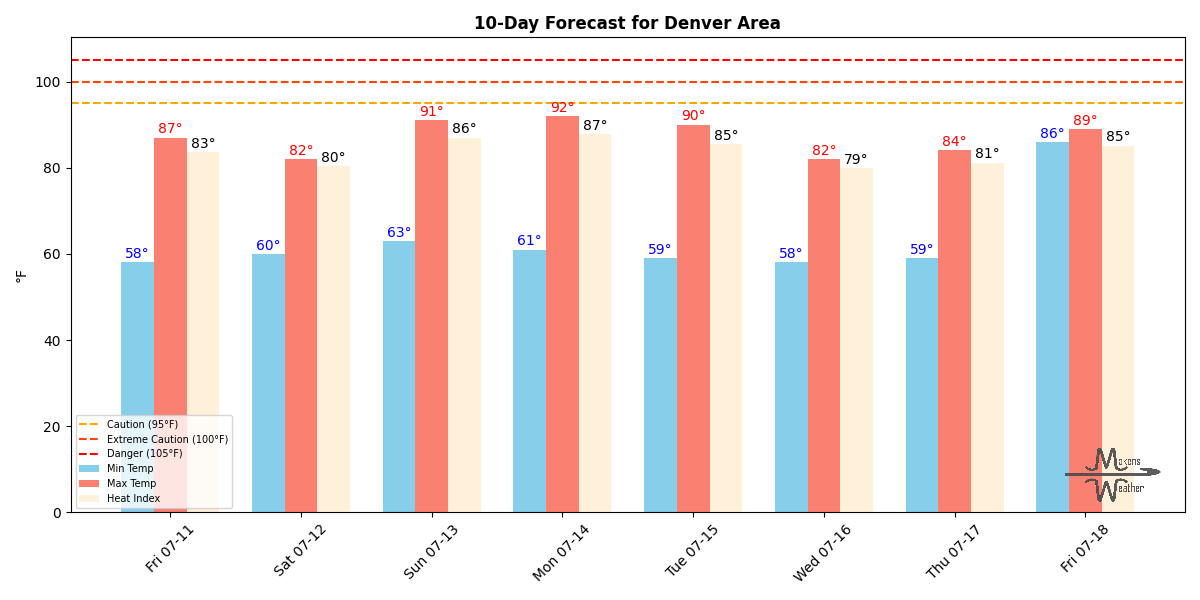 10-Day Forecast for Denver Area
°F
100
80
60
40
20
0
58° 87° 83°
60° 82° 80°
63° 91° 86°
61° 92° 87°
59° 90° 85°
58° 82° 79°
59° 84° 81°
86° 89° 85°
Caution (95°F)
Extreme Caution (100°F)
Danger (105°F)
Min Temp
Max Temp
Heat Index
Fri 07-11
Sat 07-12
Sun 07-13
Mon 07-14
Tue 07-15
Wed 07-16
Thu 07-17
Fri 07-18